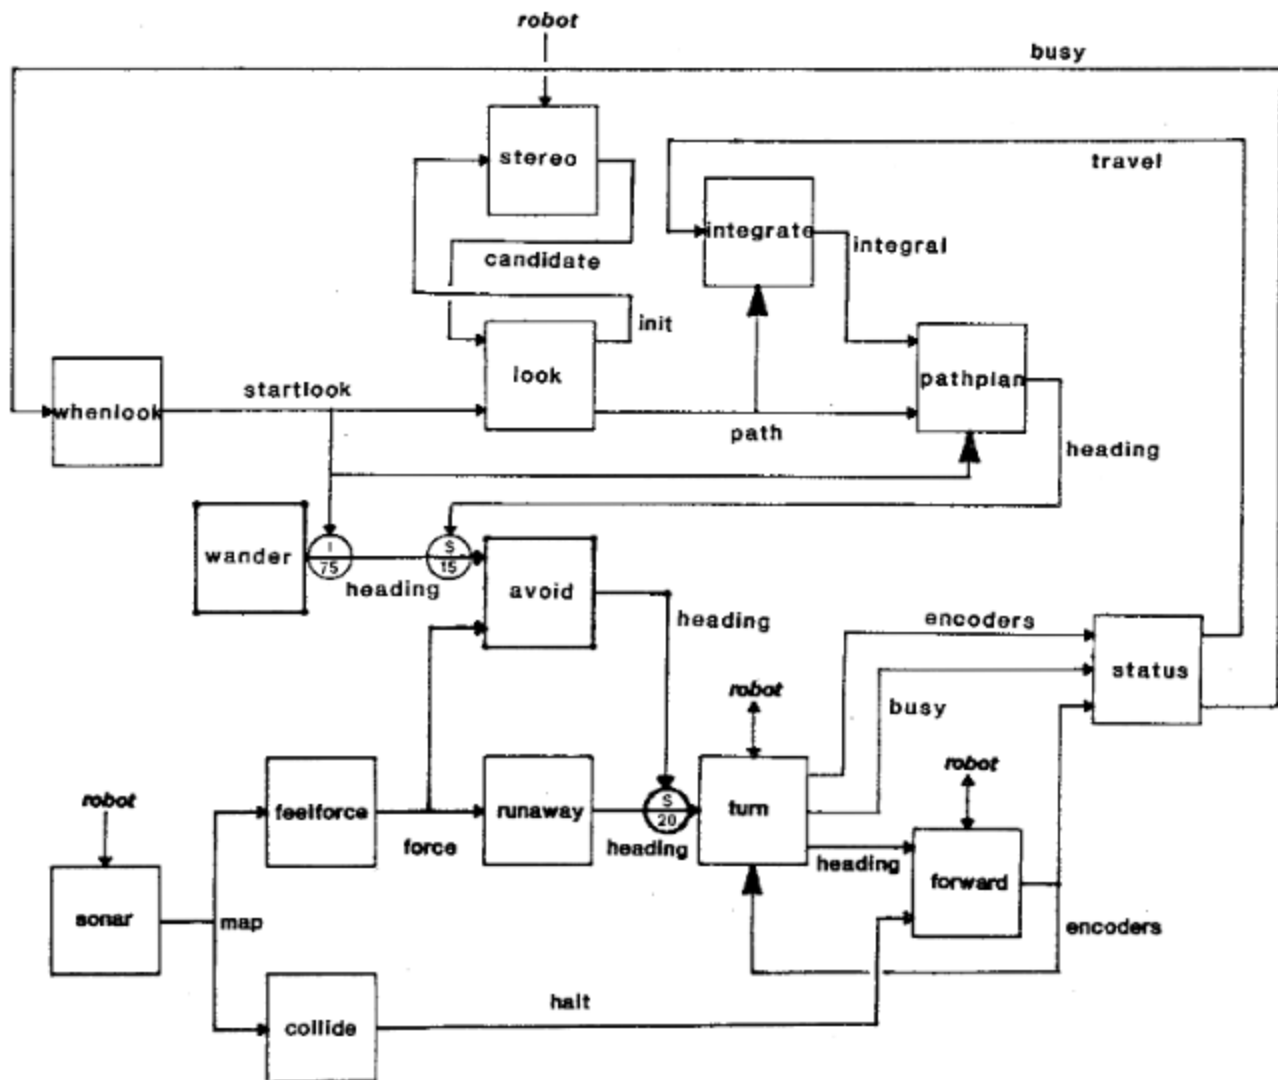 robot
busy
stereo
travel
integrate
integral
candidate
init
look
pathplan
startlook
whenlook
path
heading
wander
I
75
S
15
heading
avoid
heading
encoders
status
robot
busy
robot
robot
feelforce
runaway
S
20
turn
force
heading
heading
forward
sonar
map
encoders
halt
collide